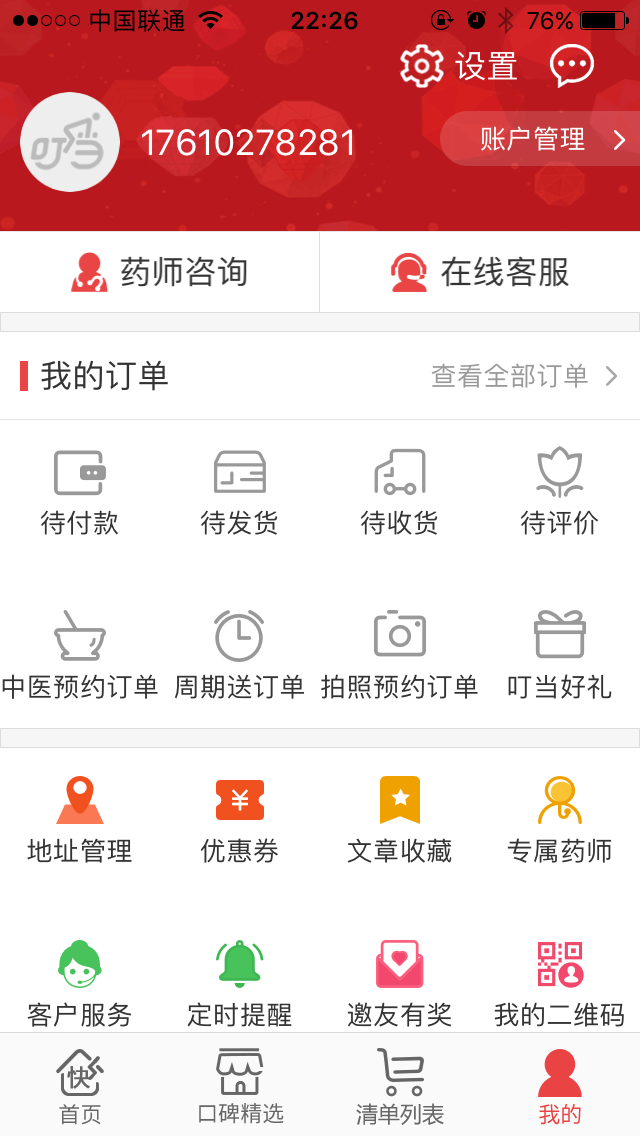 中国联通 22:26 76%
设置
叮当
17610278281 账户管理
药师咨询 在线客服
我的订单 查看全部订单
待付款 待发货 待收货 待评价
中医预约订单 周期送订单 拍照预约订单 叮当好礼
¥
地址管理 优惠券 文章收藏 专属药师
客户服务 定时提醒 邀友有奖 我的二维码
快
首页 口碑精选 清单列表 我的